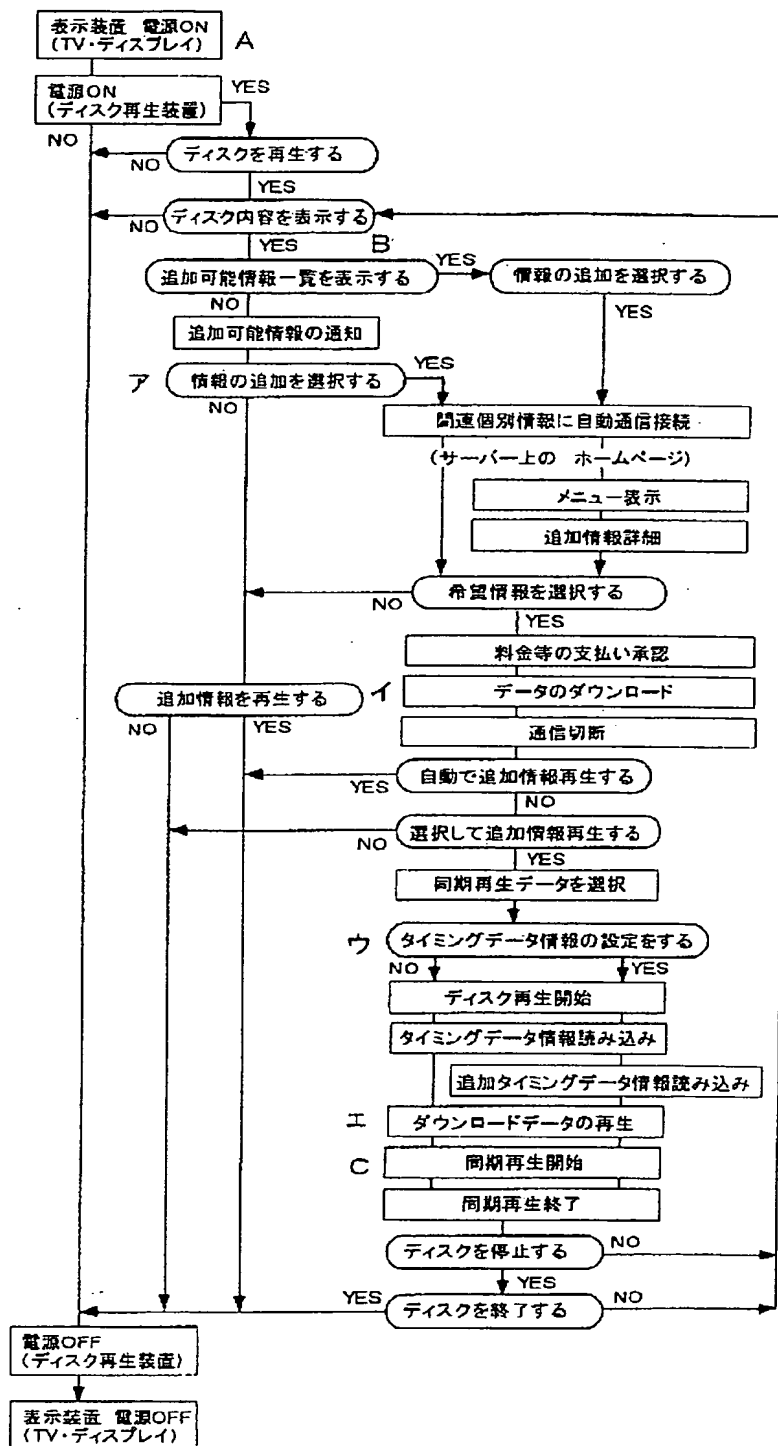 表示装置 電源ON
(TV・ディスプレイ)
A
電源ON
(ディスク再生装置)
YES
NO
ディスクを再生する
NO
YES
ディスク内容を表示する
NO
YES
B
追加可能情報一覧を表示する
YES
情報の追加を選択する
NO
YES
追加可能情報の通知
ア
情報の追加を選択する
YES
NO
関連個別情報に自動通信接続
(サーバー上の ホームページ)
メニュー表示
追加情報詳細
希望情報を選択する
NO
YES
料金等の支払い承認
追加情報を再生する
イ
データのダウンロード
NO
YES
通信切断
自動で追加情報再生する
YES
NO
選択して追加情報再生する
NO
YES
同期再生データを選択
ウ
タイミングデータ情報の設定をする
NO
YES
ディスク再生開始
タイミングデータ情報読み込み
追加タイミングデータ情報読み込み
エ
ダウンロードデータの再生
C
同期再生開始
同期再生終了
ディスクを停止する
NO
YES
YES
ディスクを終了する
NO
電源OFF
(ディスク再生装置)
表示装置 電源OFF
(TV・ディスプレイ)